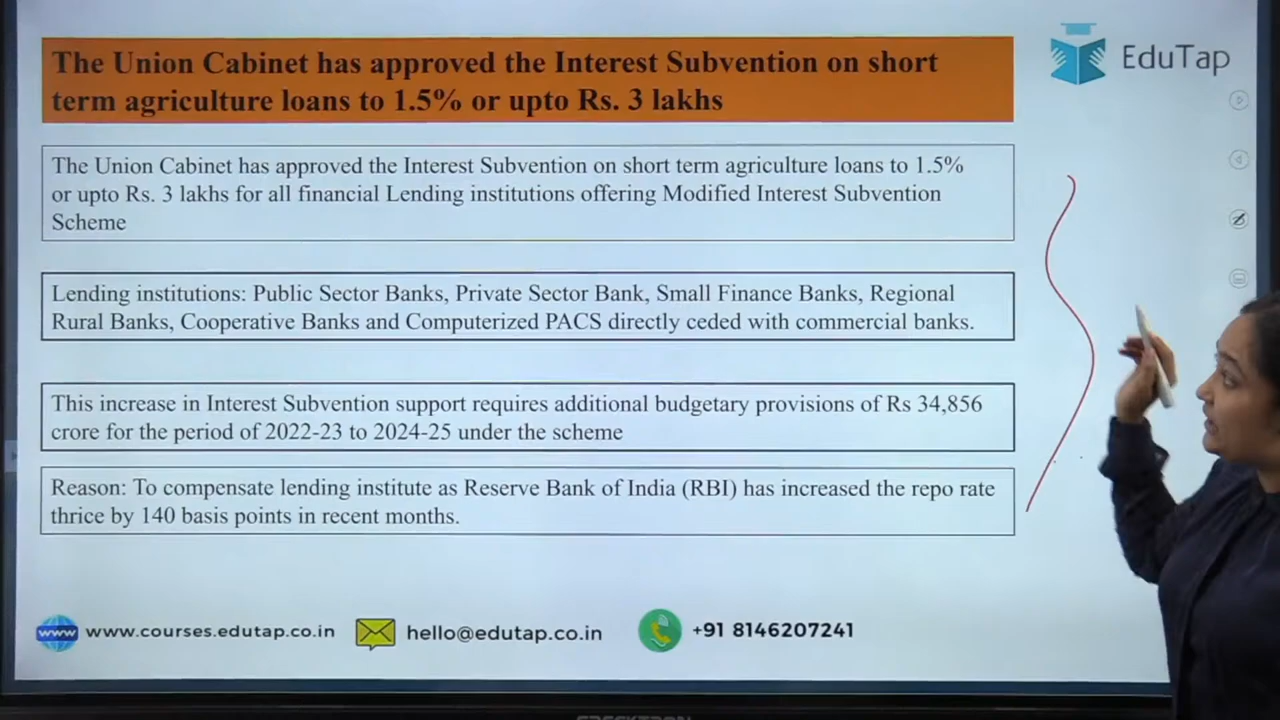 The Union Cabinet has approved the Interest Subvention on short
term agriculture loans to 1.5% or upto Rs. 3 lakhs
EduTap
The Union Cabinet has approved the Interest Subvention on short term agriculture loans to 1.5%
or upto Rs. 3 lakhs for all financial Lending institutions offering Modified Interest Subvention
Scheme
Lending institutions: Public Sector Banks, Private Sector Bank, Small Finance Banks, Regional
Rural Banks, Cooperative Banks and Computerized PACS directly ceded with commercial banks.
This increase in Interest Subvention support requires additional budgetary provisions of Rs 34,856
crore for the period of 2022-23 to 2024-25 under the scheme
Reason: To compensate lending institute as Reserve Bank of India (RBI) has increased the repo rate
thrice by 140 basis points in recent months.
www www.courses.edutap.co.in hello@edutap.co.in +91 8146207241